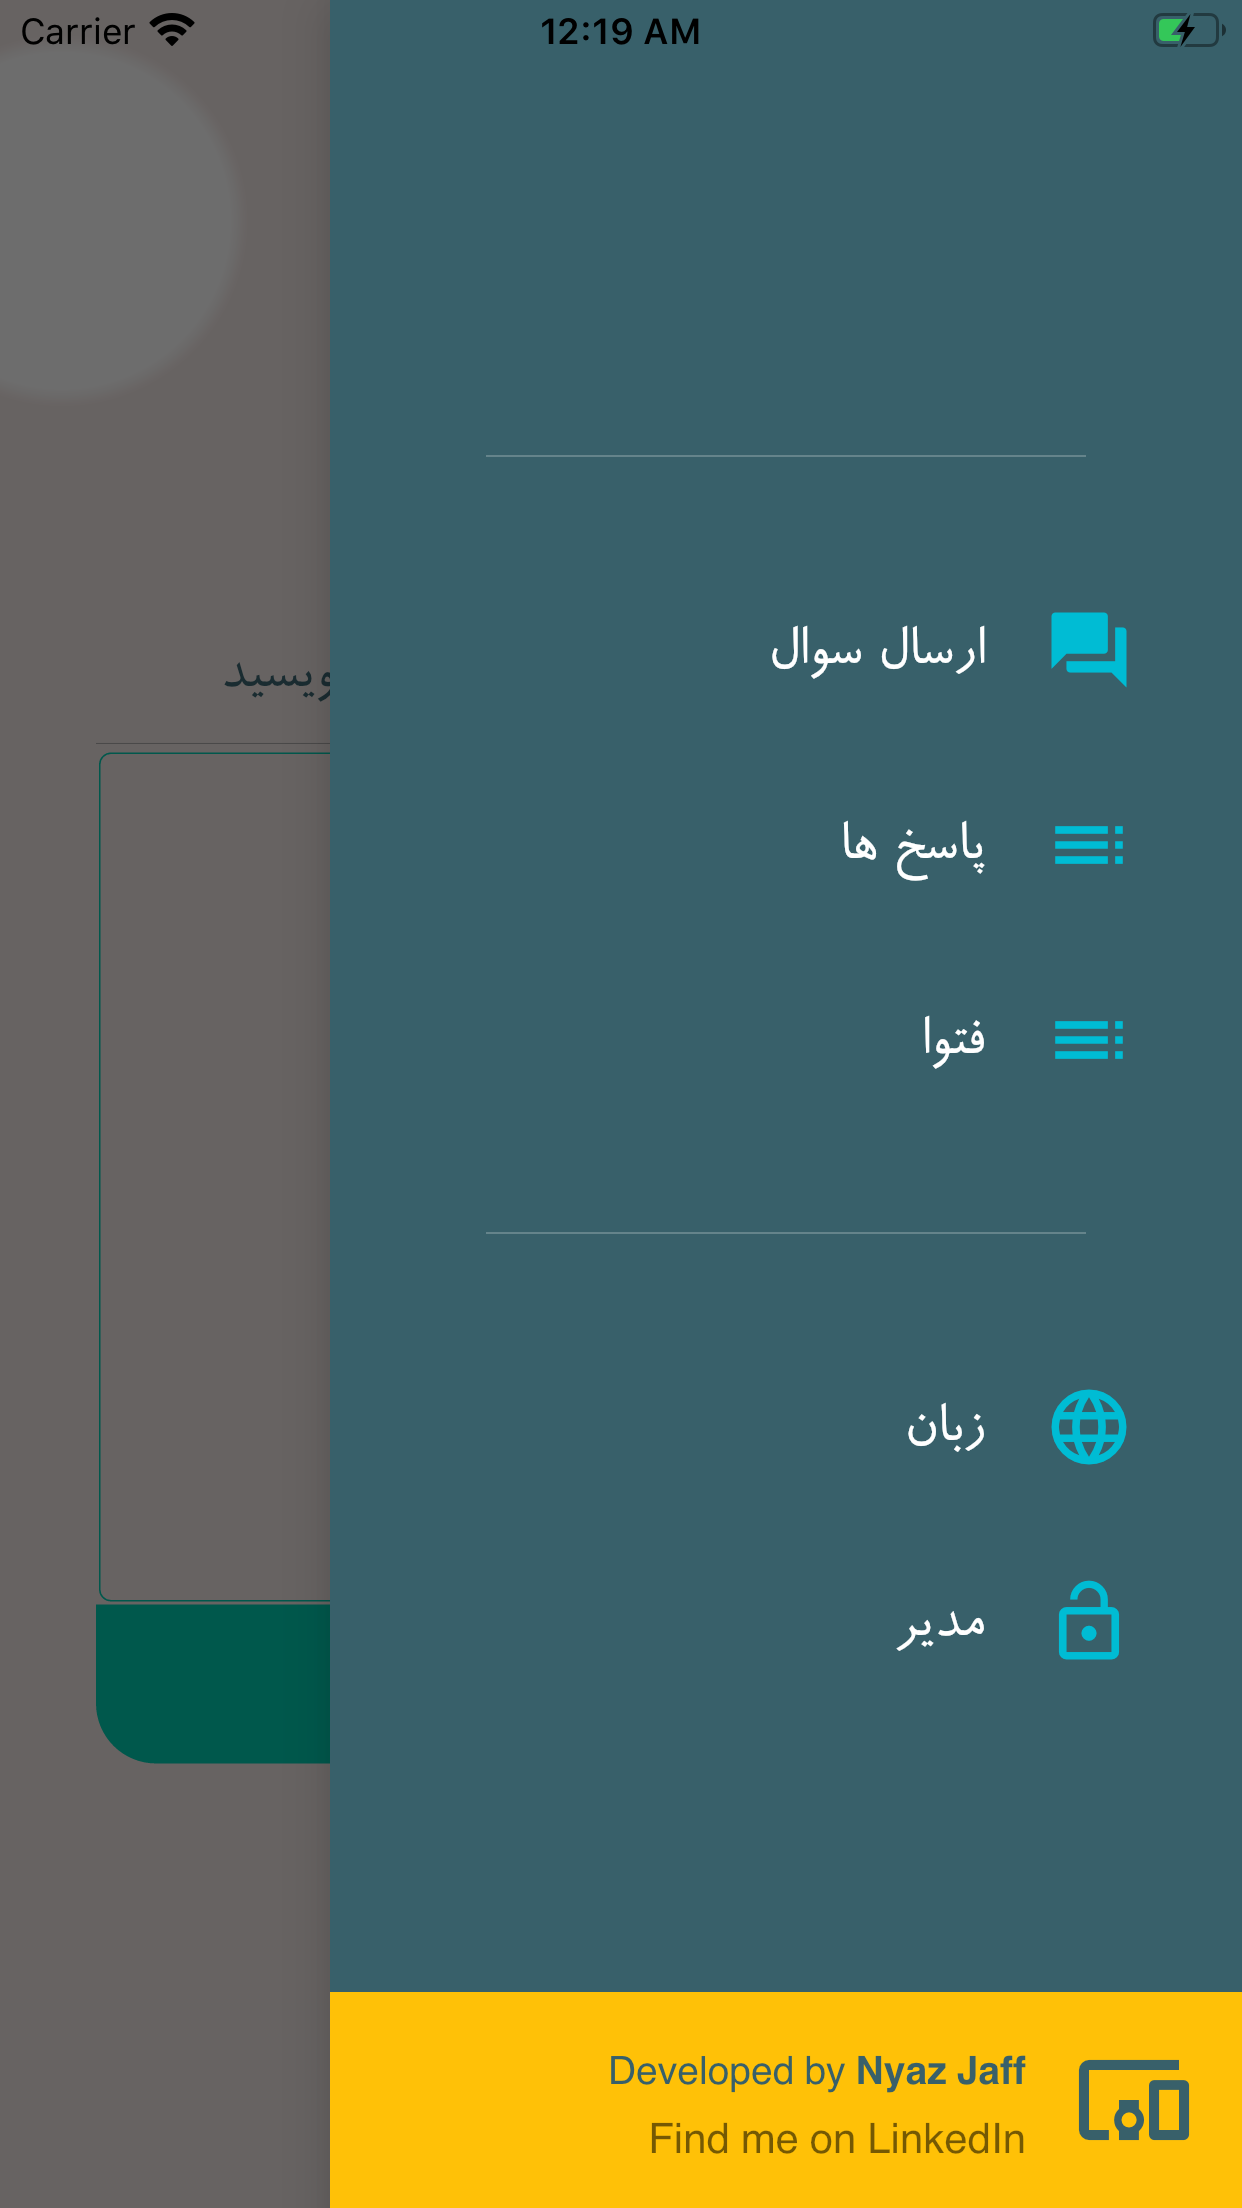 Carrier 12:19 AM
ارسال سوال
پاسخ ها
فتوا
زبان
مدیر
Developed by Nyaz Jaff
Find me on LinkedIn